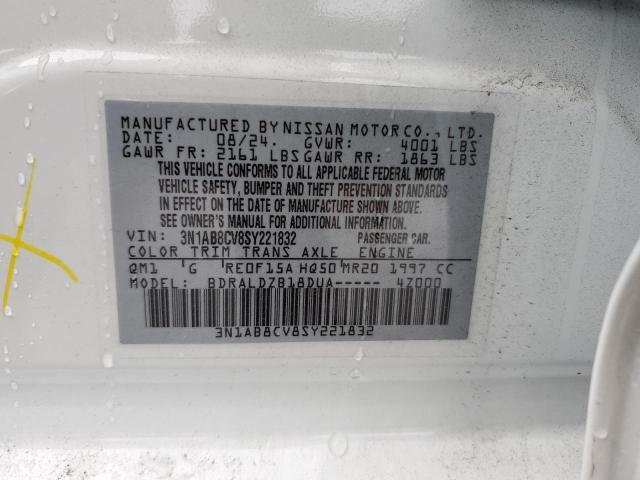 MANUFACTURED BY NISSAN MOTOR CO., LTD.
DATE: 08/24. GVWR: 4001 LBS
GAWR FR: 2161 LBS GAWR RR: 1863 LBS
THIS VEHICLE CONFORMS TO ALL APPLICABLE FEDERAL MOTOR
VEHICLE SAFETY, BUMPER AND THEFT PREVENTION STANDARDS
IN EFFECT ON THE DATE OF MANUFACTURE SHOWN ABOVE.
SEE OWNER'S MANUAL FOR ADDITIONAL INFORMATION.
VIN: 3N1AB8CV8SY221832 PASSENGER CAR.
COLOR TRIM TRANS AXLE ENGINE
QM1 G RE0F15A HQ50 MR20 1997 CC
MODEL: BDRALDZB18DUA----- 4Z000
3N1AB8CV8SY221832